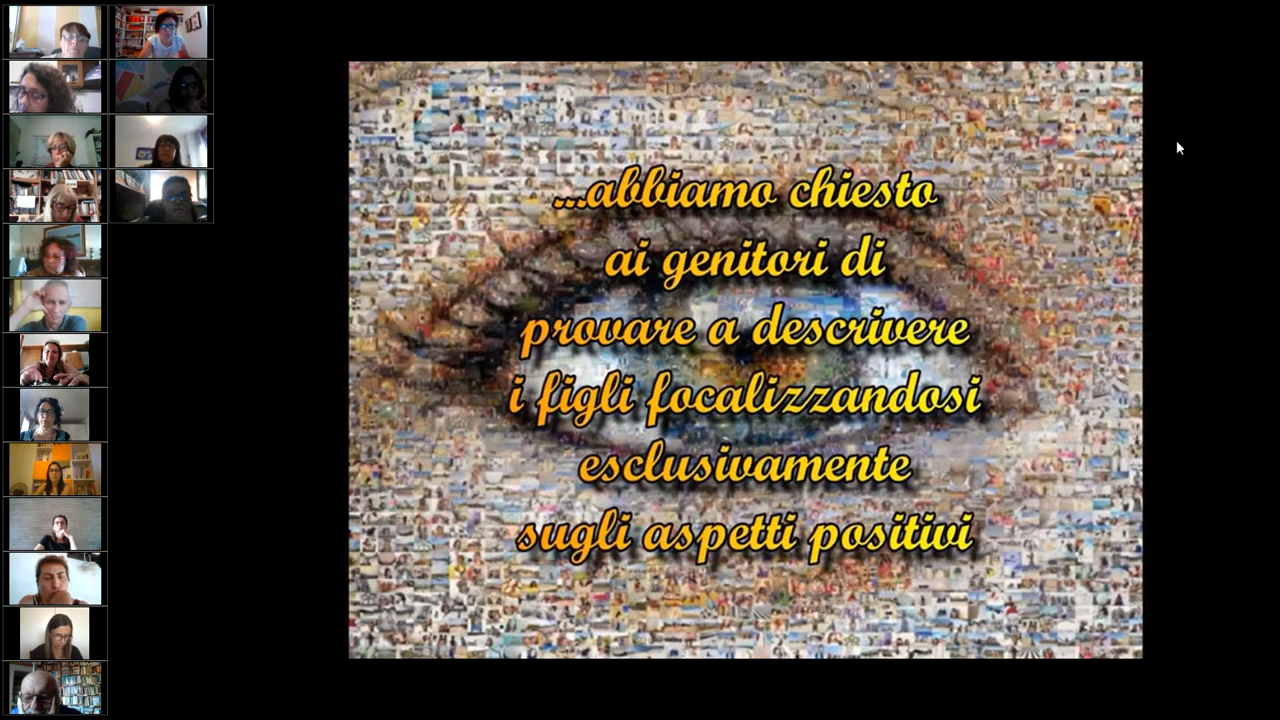 ...abbiamo chiesto
ai genitori di
provare a descrivere
i figli focalizzandosi
esclusivamente
sugli aspetti positivi